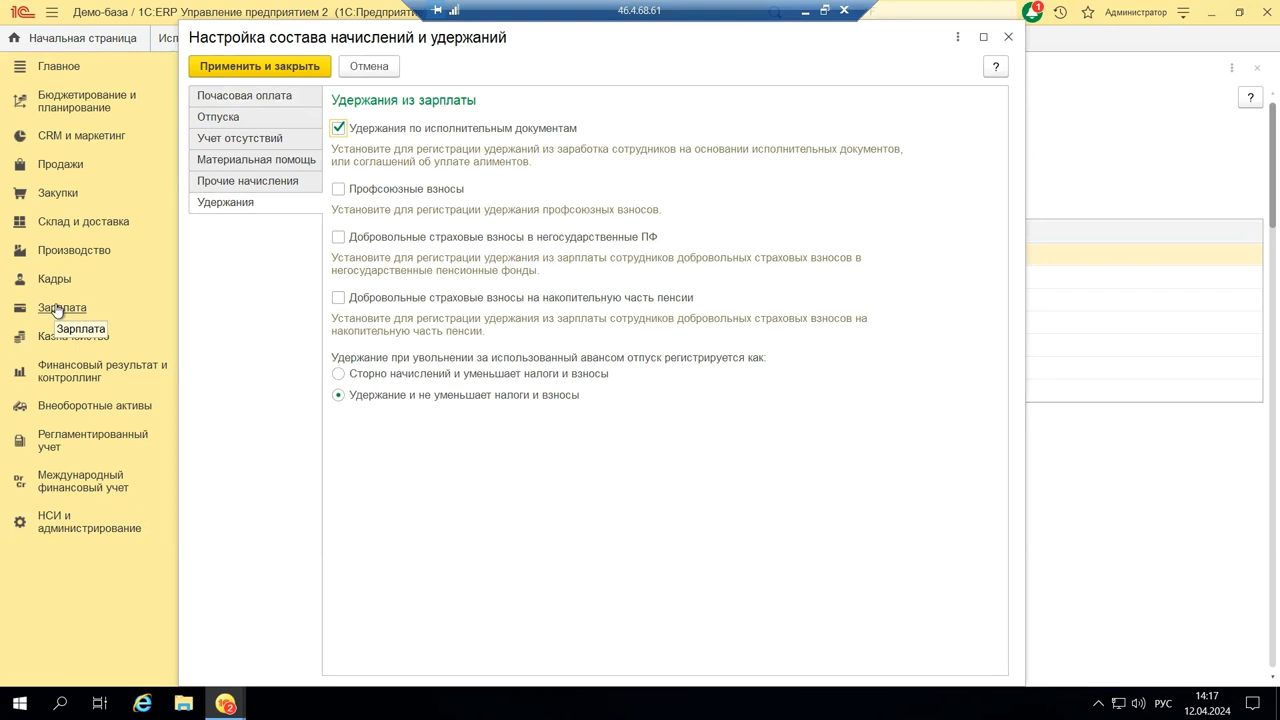 Демо-база / 1С:ERP Управление предприятием 2 (1С:Предприяти
46.4.68.61
1
Администратор
Начальная страница
Исп
Настройка состава начислений и удержаний
Применить и закрыть
Отмена
?
?
Главное
Бюджетирование и
планирование
CRM и маркетинг
Продажи
Закупки
Склад и доставка
Производство
Кадры
Зарплата
Зарплата
Казначейство
Финансовый результат и
контроллинг
Внеоборотные активы
Регламентированный
учет
Международный
финансовый учет
НСИ и
администрирование
Почасовая оплата
Отпуска
Учет отсутствий
Материальная помощь
Прочие начисления
Удержания
Удержания из зарплаты
Удержания по исполнительным документам
Установите для регистрации удержаний из заработка сотрудников на основании исполнительных документов,
или соглашений об уплате алиментов.
Профсоюзные взносы
Установите для регистрации удержания профсоюзных взносов.
Добровольные страховые взносы в негосударственные ПФ
Установите для регистрации удержания из зарплаты сотрудников добровольных страховых взносов в
негосударственные пенсионные фонды.
Добровольные страховые взносы на накопительную часть пенсии
Установите для регистрации удержания из зарплаты сотрудников добровольных страховых взносов на
накопительную часть пенсии.
Удержание при увольнении за использованный авансом отпуск регистрируется как:
Сторно начислений и уменьшает налоги и взносы
Удержание и не уменьшает налоги и взносы
2
РУС
14:17
12.04.2024